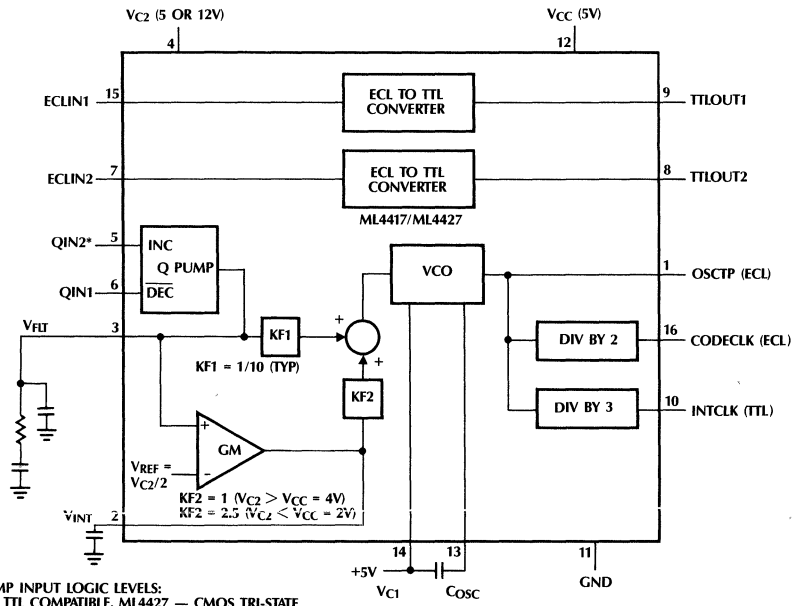 VC2 (5 OR 12V)
VCC (5V)
4
12
ECLIN1 15
ECL TO TTL
CONVERTER
9 TTLOUT1
ECLIN2 7
ECL TO TTL
CONVERTER
8 TTLOUT2
ML4417/ML4427
QIN2* 5
INC
Q PUMP
QIN1 6
DEC
VCO
1 OSCTP (ECL)
VFLT 3
KF1
+
KF1 = 1/10 (TYP)
+
KF2
DIV BY 2
16 CODECLK (ECL)
DIV BY 3
10 INTCLK (TTL)
+
GM
-
VREF =
VC2/2
KF2 = 1 (VC2 > VCC = 4V)
KF2 = 2.5 (VC2 < VCC = 2V)
VINT 2
14
13
11
+5V
VC1
COSC
GND
MP INPUT LOGIC LEVELS:
TTL COMPATIBLE, ML4427 — CMOS TRI-STATE